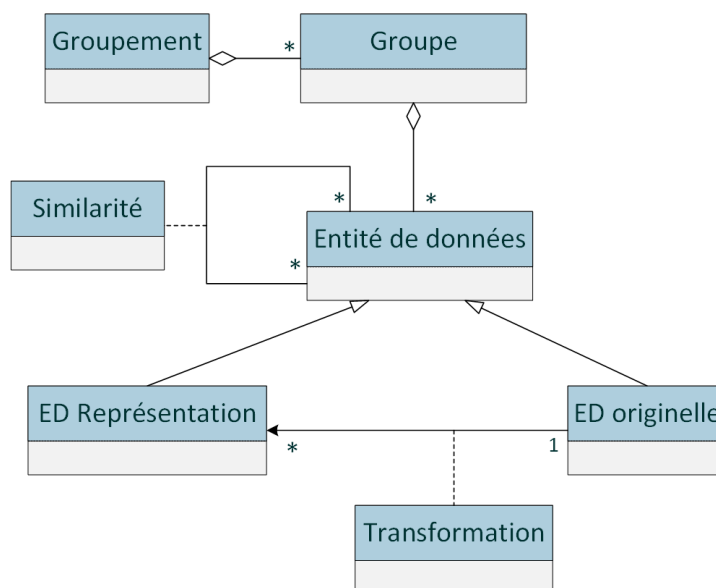 Groupement
*
Groupe
Similarité
*
*
Entité de données
*
ED Représentation
*
1
ED originelle
Transformation